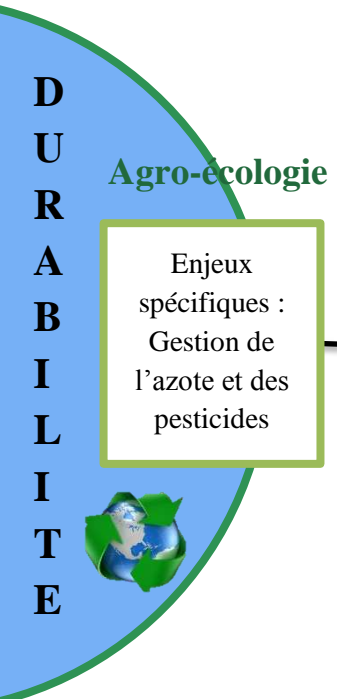 D
U
R
A
B
I
L
I
T
E
Agro-écologie
Enjeux
spécifiques :
Gestion de
l’azote et des
pesticides